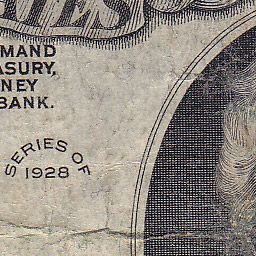 MAND
ASURY,
NEY
BANK.
SERIES OF
1928